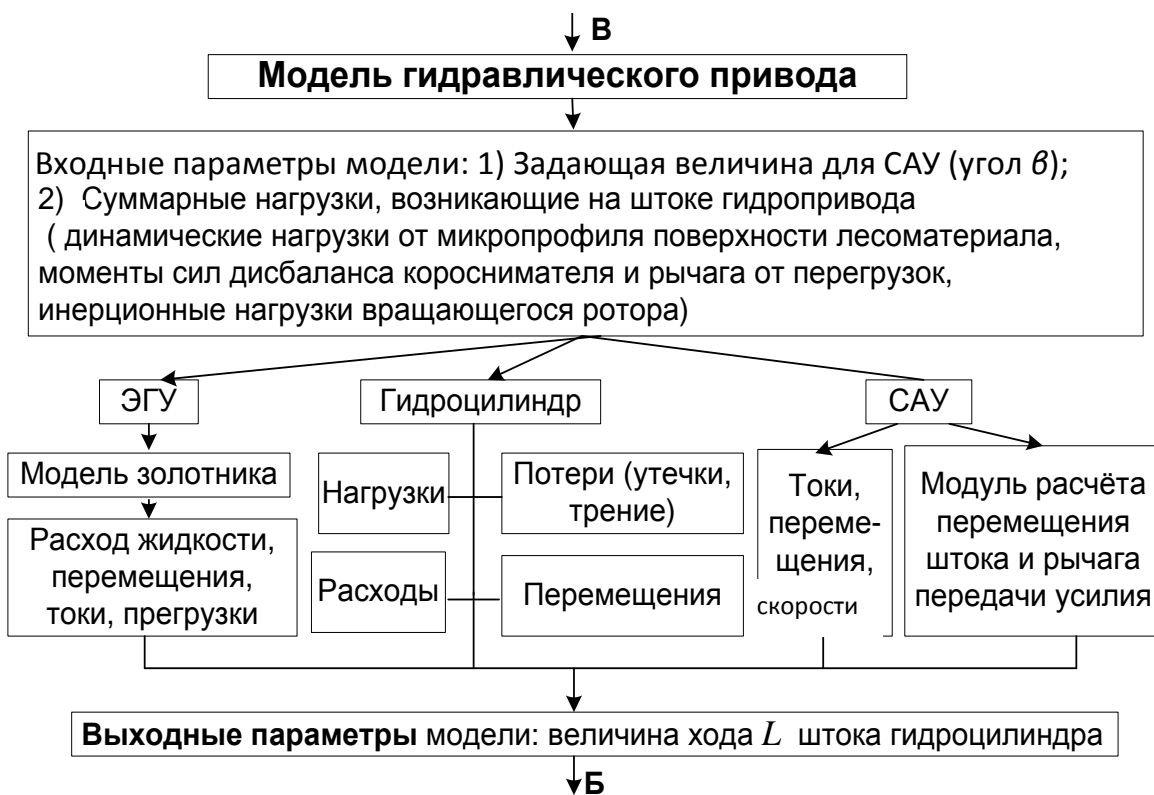 В
Модель гидравлического привода
Входные параметры модели: 1) Задающая величина для САУ (угол в);
2) Суммарные нагрузки, возникающие на штоке гидропривода
( динамические нагрузки от микропрофиля поверхности лесоматериала,
моменты сил дисбаланса короснимателя и рычага от перегрузок,
инерционные нагрузки вращающегося ротора)
ЭГУ
Гидроцилиндр
САУ
Модель золотника
Расход жидкости,
перемещения,
токи, прегрузки
Нагрузки
Потери (утечки,
трение)
Расходы
Перемещения
Токи,
переме-
щения,
скорости
Модуль расчёта
перемещения
штока и рычага
передачи усилия
Выходные параметры модели: величина хода L штока гидроцилиндра
Б